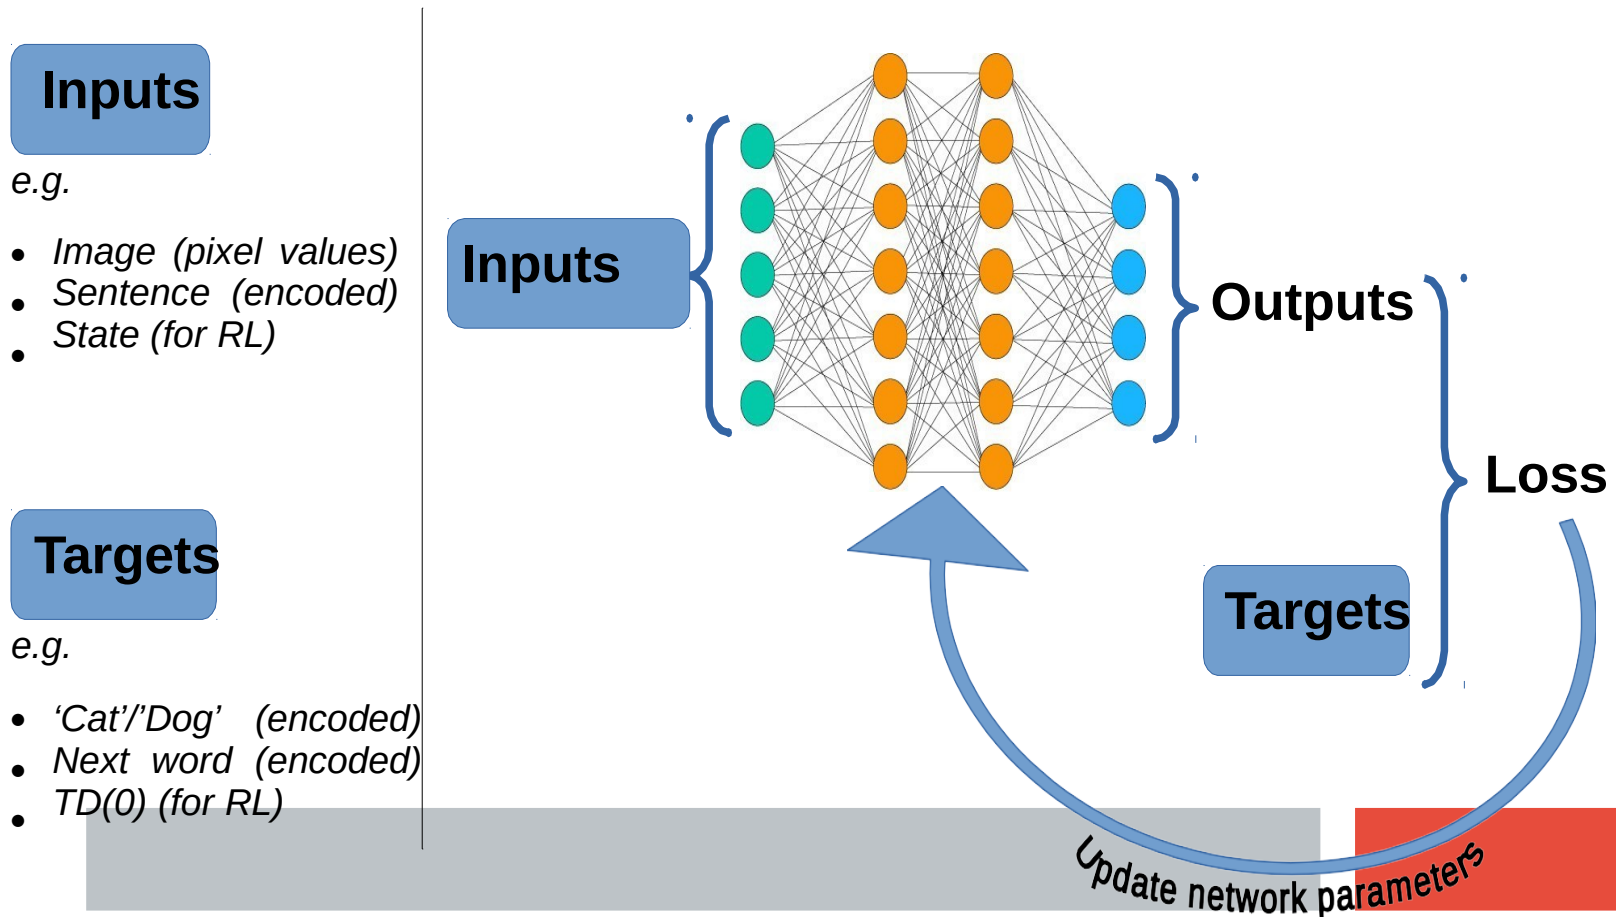 Inputs
e.g.
• Image (pixel values)
• Sentence (encoded)
• State (for RL)
Targets
e.g.
• ‘Cat’/’Dog’ (encoded)
• Next word (encoded)
• TD(0) (for RL)
Inputs
Outputs
Loss
Targets
Update network parameters